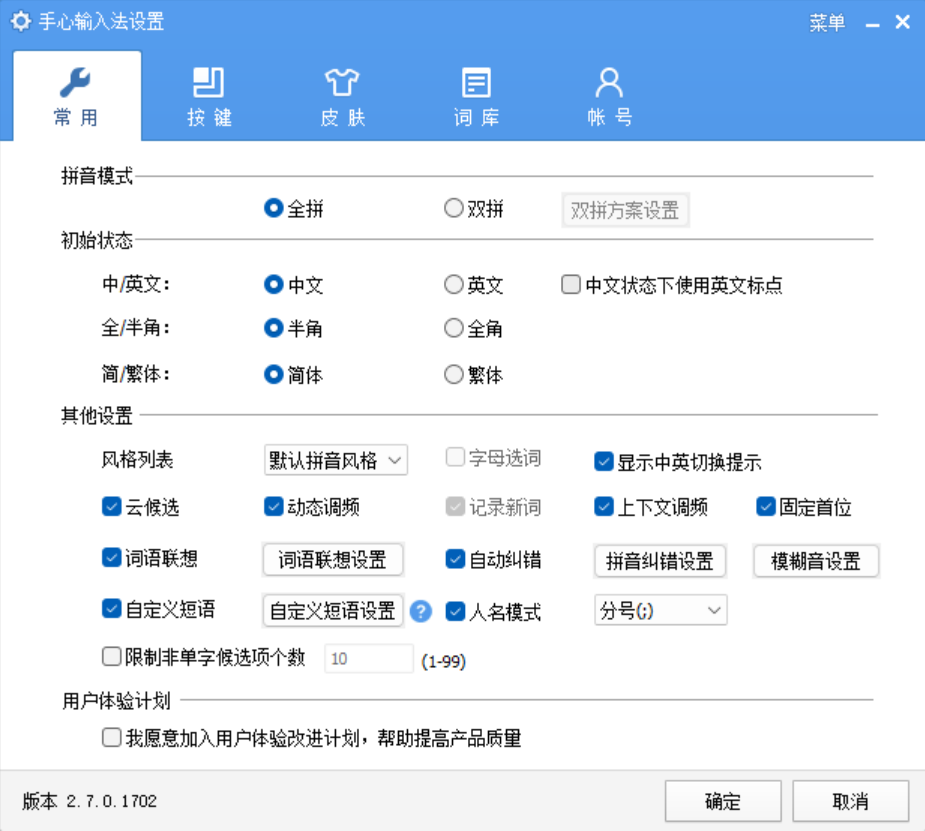 手心输入法设置 菜单
常用 按键 皮肤 词库 帐号
拼音模式
全拼 双拼 双拼方案设置
初始状态
中/英文: 中文 英文 中文状态下使用英文标点
全/半角: 半角 全角
简/繁体: 简体 繁体
其他设置
风格列表 默认拼音风格 字母选词 显示中英切换提示
云候选 动态调频 记录新词 上下文调频 固定首位
词语联想 词语联想设置 自动纠错 拼音纠错设置 模糊音设置
自定义短语 自定义短语设置 ? 人名模式 分号(;)
限制非单字候选项个数 10 (1-99)
用户体验计划
我愿意加入用户体验改进计划，帮助提高产品质量
版本 2.7.0.1702 确定 取消